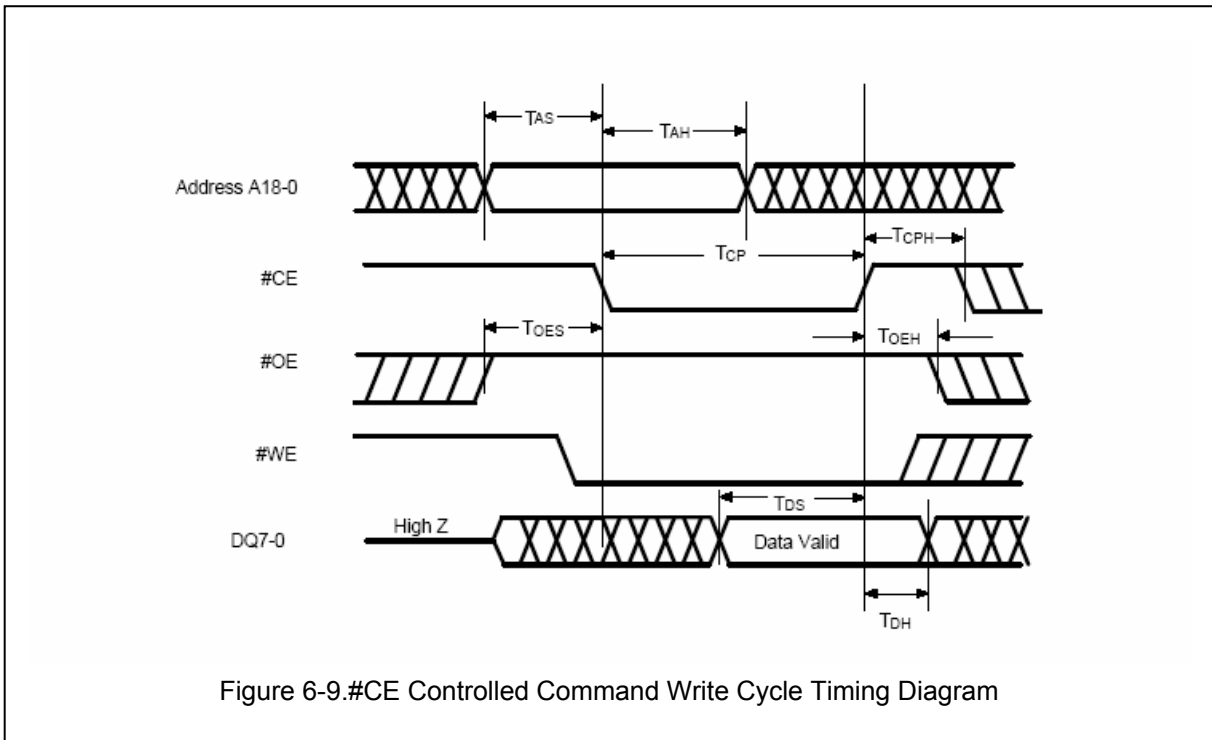 TAS
TAH
Address A18-0
TCPH
TCP
#CE
TOES
TOEH
#OE
#WE
TDS
High Z
DQ7-0
Data Valid
TDH
Figure 6-9.#CE Controlled Command Write Cycle Timing Diagram